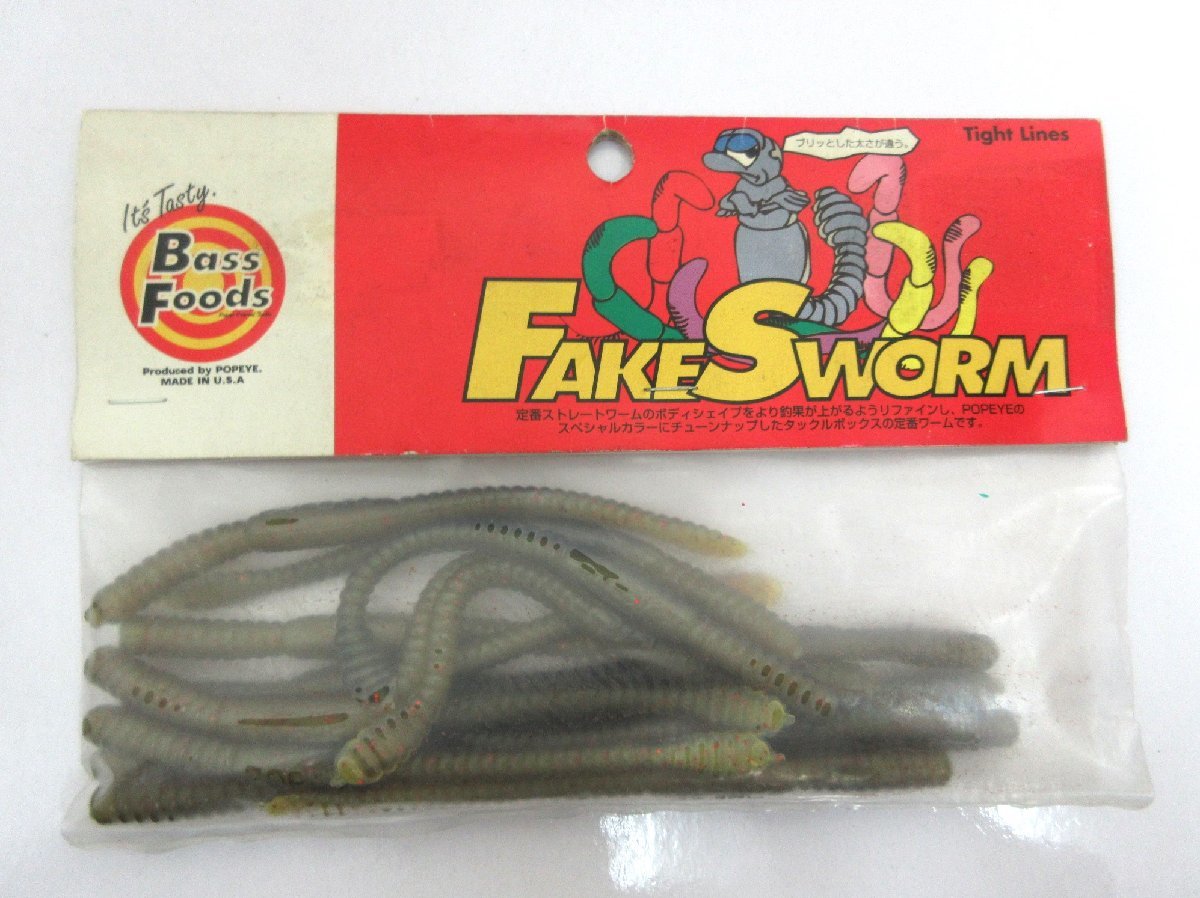 It's Tasty.
Bass
Foods
Produced by POPEYE.
MADE IN U.S.A
Tight Lines
プリッとした太さが違う。
FAKE SWORM
定番ストレートワームのボディシェイプをより釣果が上がるようリファインし、POPEYEの
スペシャルカラーにチューンナップしたタックルボックスの定番ワームです。